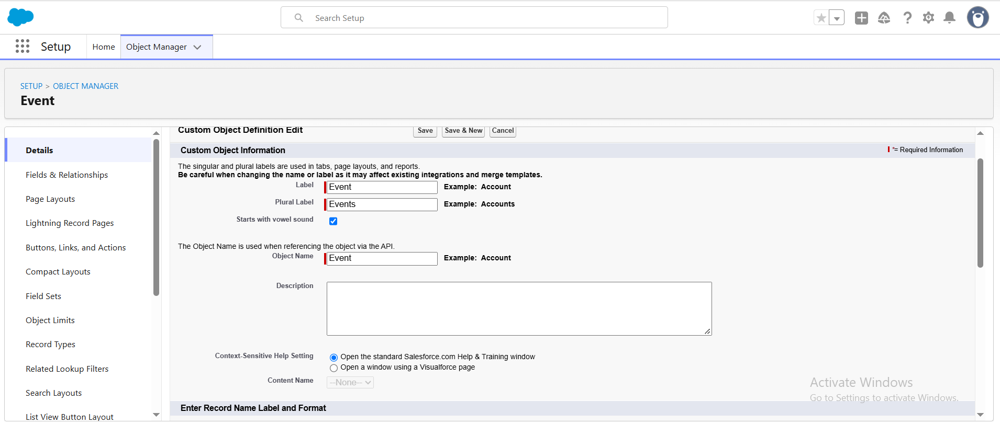 Search Setup
Setup
Home
Object Manager
SETUP > OBJECT MANAGER
Event
Details
Fields & Relationships
Page Layouts
Lightning Record Pages
Buttons, Links, and Actions
Compact Layouts
Field Sets
Object Limits
Record Types
Related Lookup Filters
Search Layouts
List View Button Layout
Custom Object Definition Edit
Save
Save & New
Cancel
Custom Object Information
*= Required Information
The singular and plural labels are used in tabs, page layouts, and reports.
Be careful when changing the name or label as it may affect existing integrations and merge templates.
Label
Event
Example: Account
Plural Label
Events
Example: Accounts
Starts with vowel sound
The Object Name is used when referencing the object via the API.
Object Name
Event
Example: Account
Description
Context-Sensitive Help Setting
Open the standard Salesforce.com Help & Training window
Open a window using a Visualforce page
Content Name
--None--
Enter Record Name Label and Format
Activate Windows
Go to Settings to activate Windows.